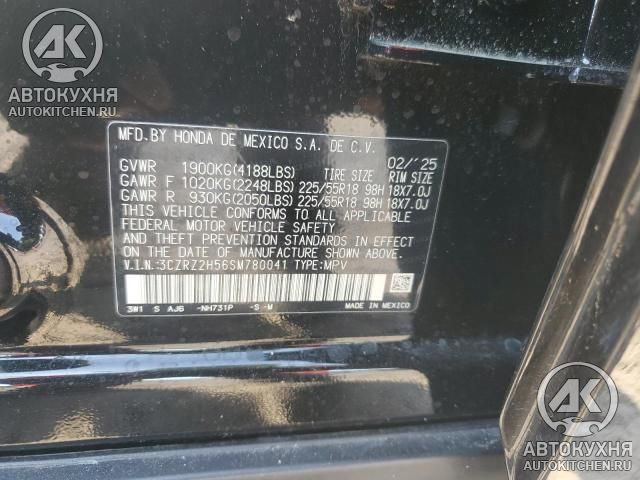 АК
АВТОКУХНЯ
AUTOKITCHEN.RU
MFD.BY HONDA DE MEXICO S.A. DE C.V.
02/'25
GVWR 1900KG(4188LBS) TIRE SIZE RIM SIZE
GAWR F 1020KG(2248LBS) 225/55R18 98H 18X7.0J
GAWR R 930KG(2050LBS) 225/55R18 98H 18X7.0J
THIS VEHICLE CONFORMS TO ALL APPLICABLE
FEDERAL MOTOR VEHICLE SAFETY
AND THEFT PREVENTION STANDARDS IN EFFECT
ON THE DATE OF MANUFACTURE SHOWN ABOVE.
V.I.N.:3CZRZ2H56SM780041 TYPE:MPV
3W1 S AJ6 -NH731P -S -M MADE IN MEXICO
АК
АВТОКУХНЯ
AUTOKITCHEN.RU